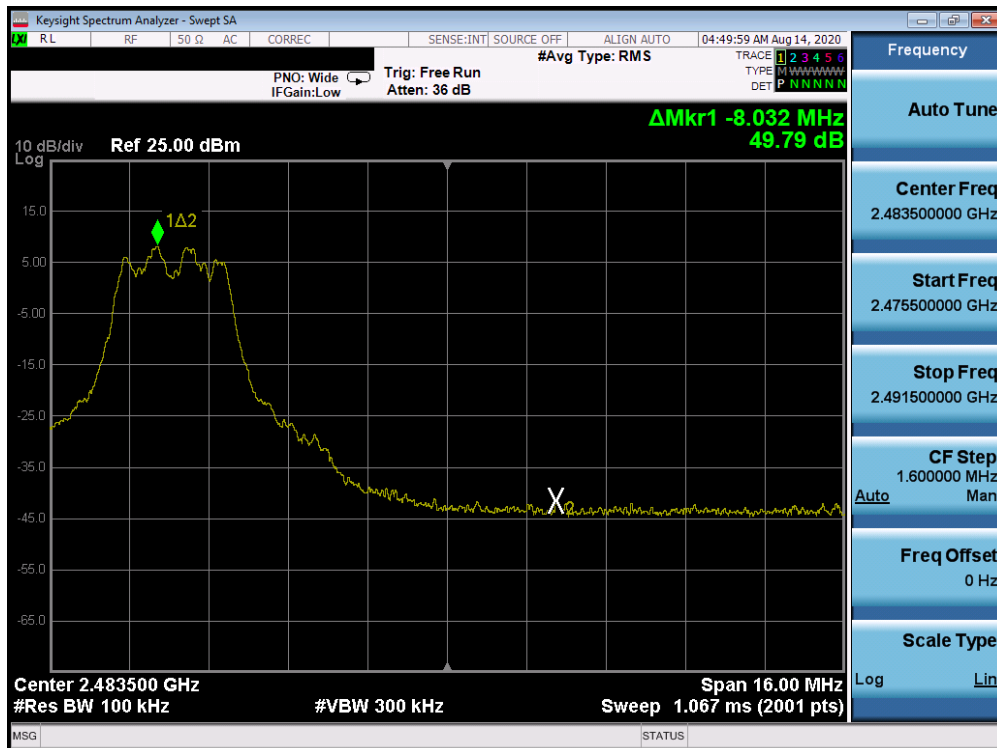 Keysight Spectrum Analyzer - Swept SA
LXI RL RF 50 Ω AC CORREC SENSE:INT SOURCE OFF ALIGN AUTO 04:49:59 AM Aug 14, 2020
#Avg Type: RMS
TRACE 1 2 3 4 5 6
TYPE M WWWWW
DET P N N N N N
PNO: Wide
IFGain:Low
Trig: Free Run
Atten: 36 dB
ΔMkr1 -8.032 MHz
49.79 dB
10 dB/div
Log
Ref 25.00 dBm
15.0
1Δ2
5.00
-5.00
-15.0
-25.0
-35.0
-45.0
X2
-55.0
-65.0
Center 2.483500 GHz
Span 16.00 MHz
#Res BW 100 kHz
#VBW 300 kHz
Sweep 1.067 ms (2001 pts)
MSG
STATUS
Frequency
Auto Tune
Center Freq
2.483500000 GHz
Start Freq
2.475500000 GHz
Stop Freq
2.491500000 GHz
CF Step
1.600000 MHz
Auto Man
Freq Offset
0 Hz
Scale Type
Log Lin